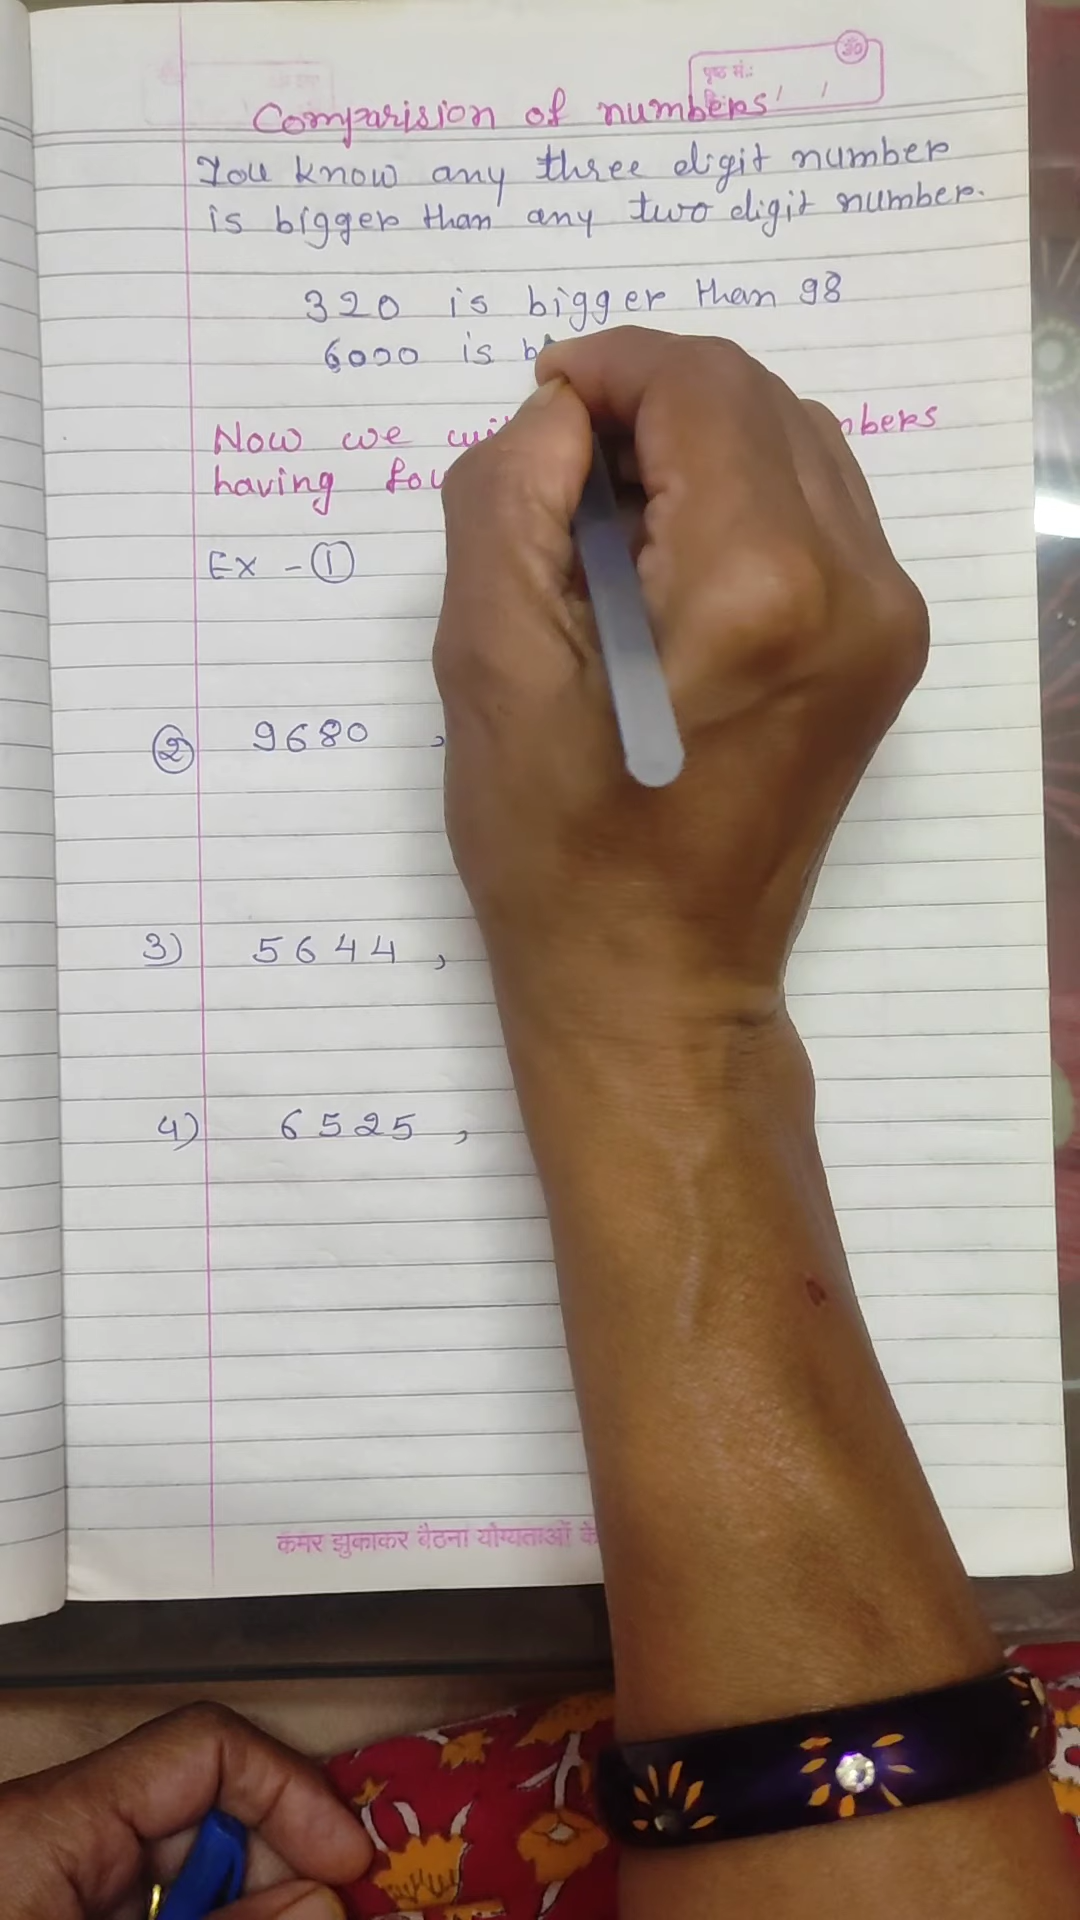 पृष्ठ सं.:
Comparision of numbers
You know any three digit number
is bigger than any two digit number.
320 is bigger than 98
6000 is
Now we
having
Ex - ①
② 9680 ,
3) 5644 ,
4) 6525 ,
कमर झुकाकर बैठना योग्यताओं के